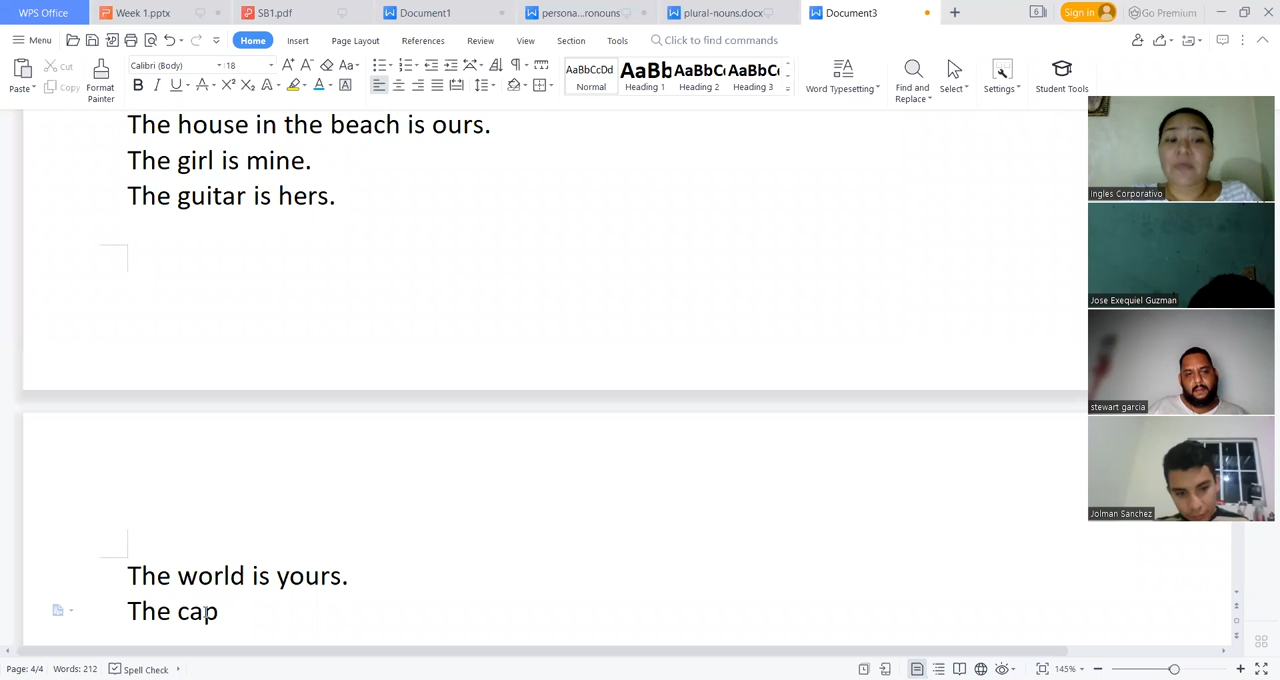 WPS Office
Week 1.pptx
SB1.pdf
Document1
persona...ronouns
plural-nouns.docx
Document3
Sign in
Go Premium
Menu
Home
Insert
Page Layout
References
Review
View
Section
Tools
Click to find commands
Paste
Cut
Copy
Format Painter
Calibri (Body)
18
AaBbCcDd
Normal
AaBb
Heading 1
AaBbCc
Heading 2
AaBbCc
Heading 3
Word Typesetting
Find and Replace
Select
Settings
Student Tools
The house in the beach is ours.
The girl is mine.
The guitar is hers.
The world is yours.
The cap
Ingles Corporativo
Jose Exequiel Guzman
stewart garcia
Jolman Sanchez
Page: 4/4
Words: 212
Spell Check
145%